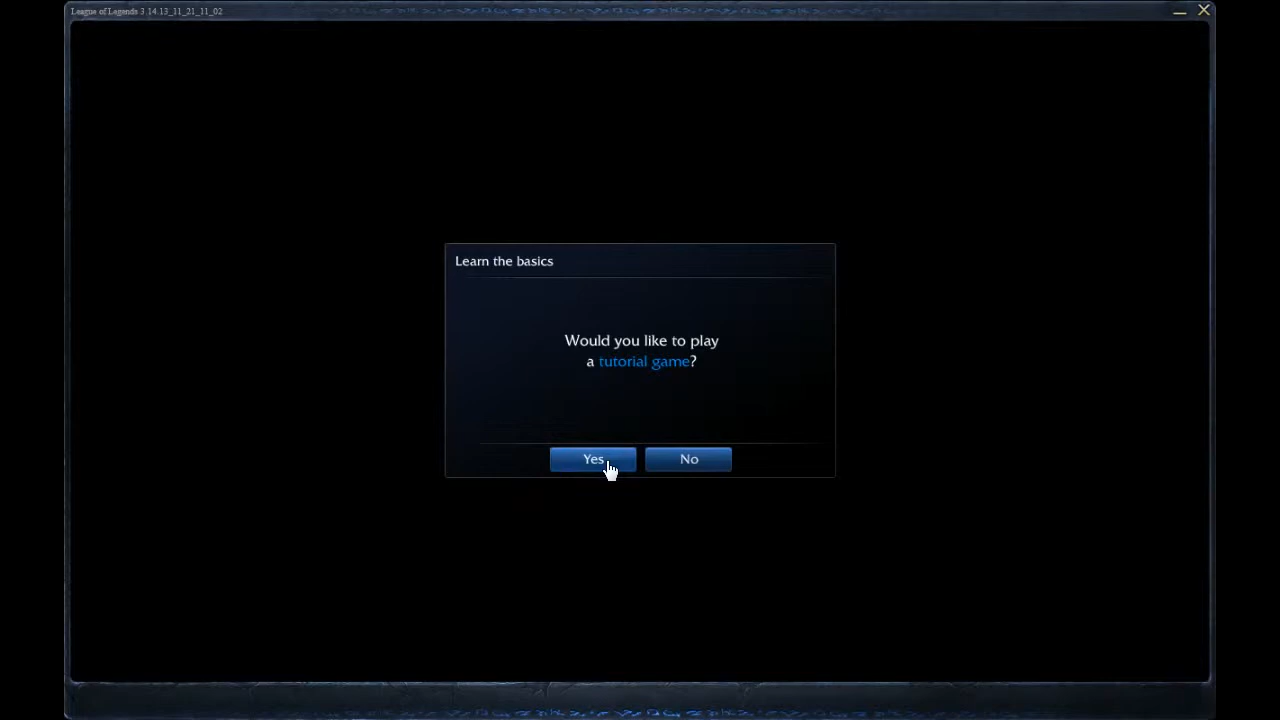 League of Legends 3.14.13_11_21_11_02
Learn the basics
Would you like to play
a tutorial game?
Yes
No